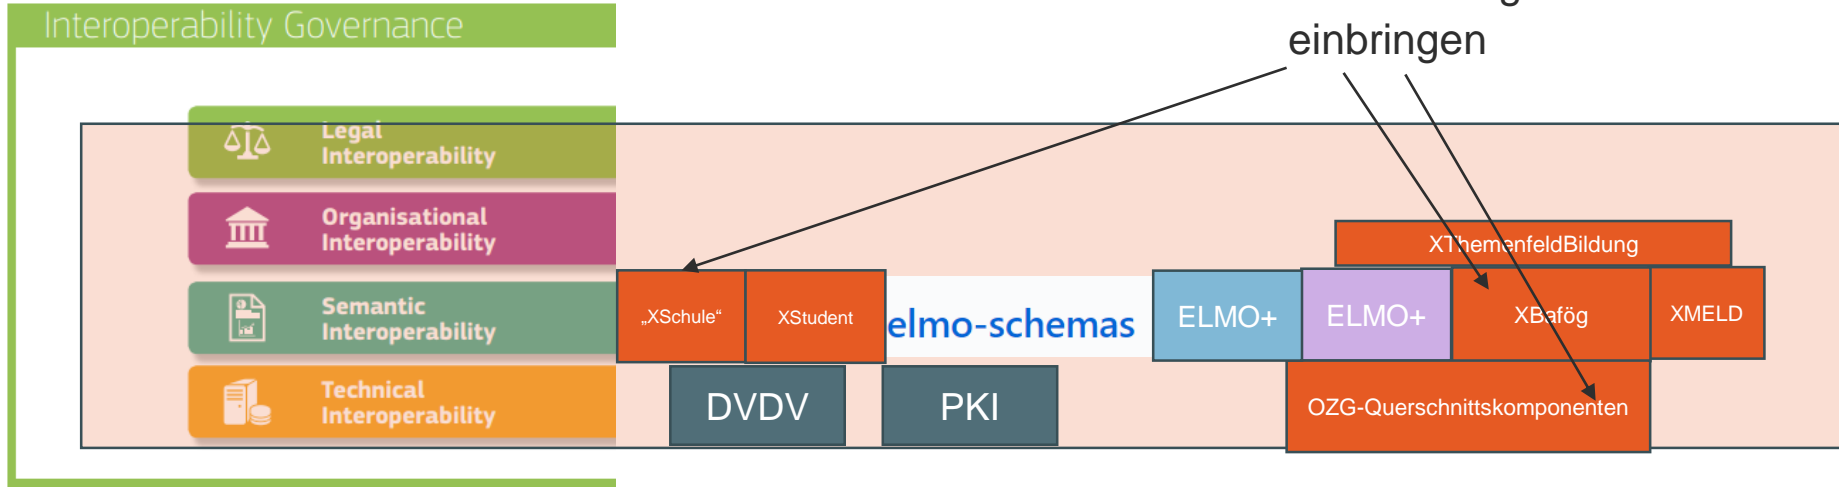 Interoperability Governance
einbringen
Legal
Interoperability
Organisational
Interoperability
XThemenfeldBildung
Semantic
Interoperability
„XSchule“
XStudent
elmo-schemas
ELMO+
ELMO+
XBafög
XMELD
Technical
Interoperability
DVDV
PKI
OZG-Querschnittskomponenten